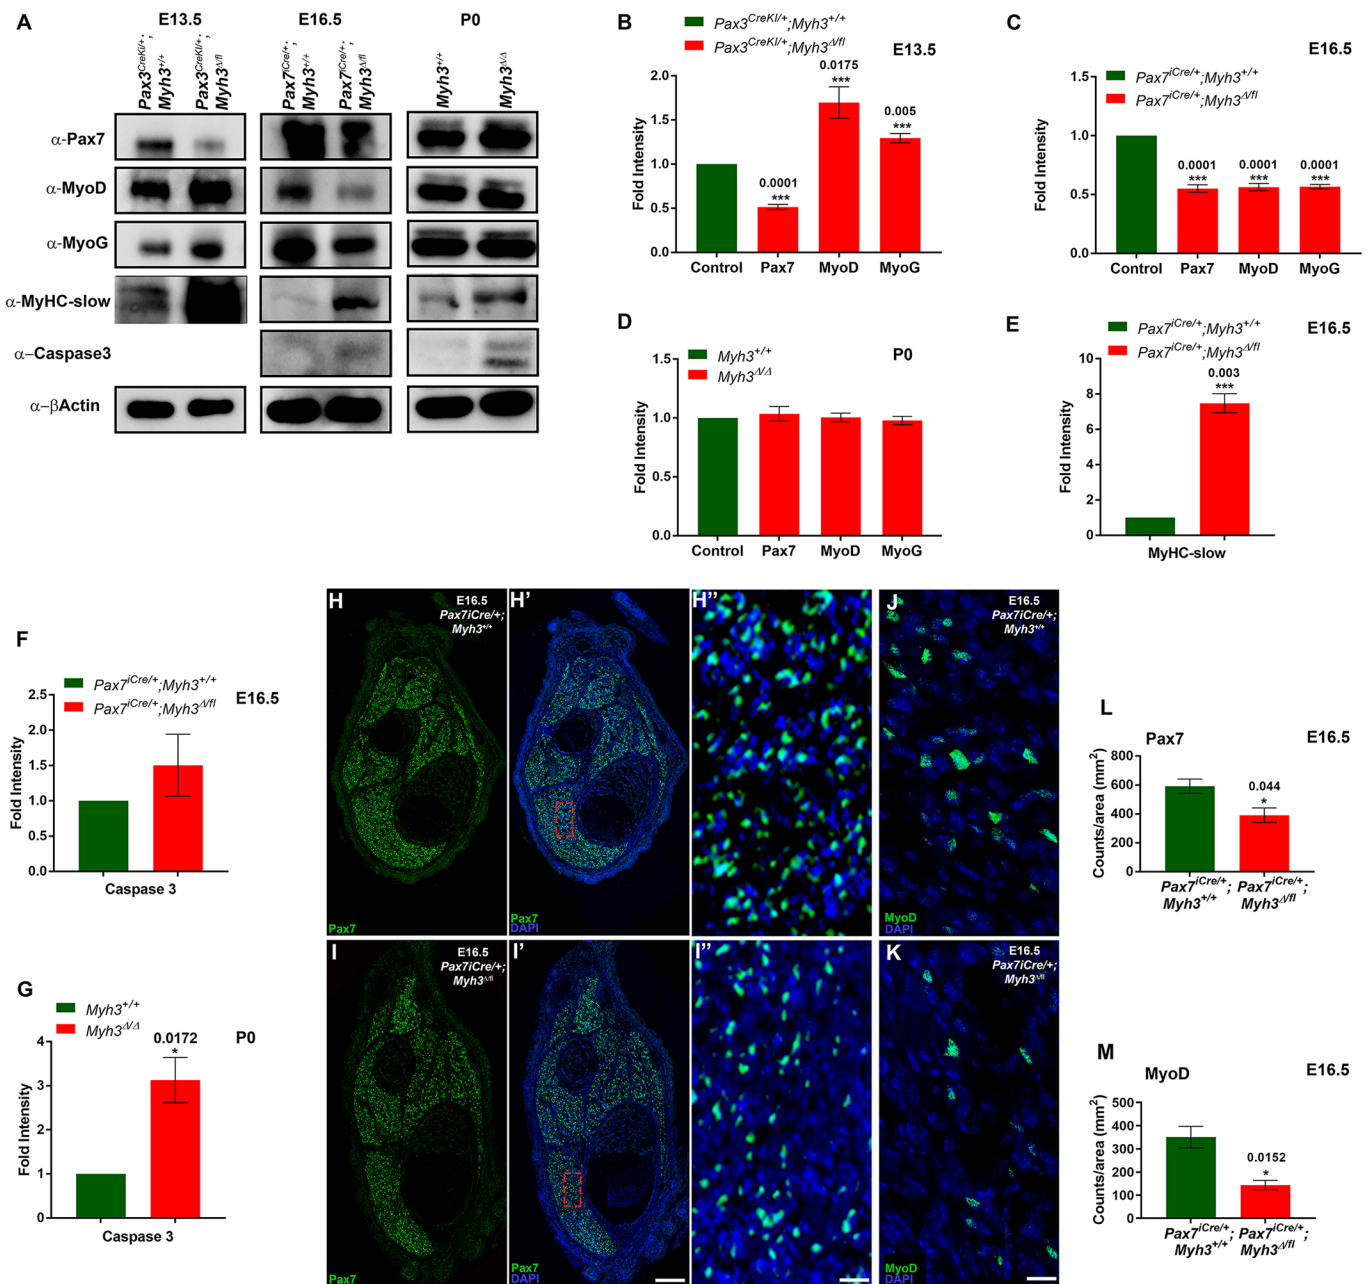 A
E13.5
E16.5
P0
Pax3CreKi/+;
Myh3+/+
Pax3CreKI/+;
Myh3Δ/fl
Pax7iCre/+;
Myh3+/+
Pax7iCre/+;
Myh3Δ/fl
Myh3+/+
Myh3Δ/Δ
α-Pax7
α-MyoD
α-MyoG
α-MyHC-slow
α–Caspase3
α–βActin
B
Pax3CreKI/+;Myh3+/+
Pax3CreKI/+;Myh3Δ/fl
E13.5
Fold Intensity
2.0
1.5
1.0
0.5
0.0
0.0001
***
0.0175
***
0.005
***
Control Pax7 MyoD MyoG
C
E16.5
Pax7iCre/+;Myh3+/+
Pax7iCre/+;Myh3Δ/fl
Fold Intensity
1.5
1.0
0.5
0.0
0.0001 0.0001 0.0001
*** *** ***
Control Pax7 MyoD MyoG
D
Myh3+/+
Myh3Δ/Δ
P0
Fold Intensity
1.5
1.0
0.5
0.0
Control Pax7 MyoD MyoG
E
Pax7iCre/+;Myh3+/+
Pax7iCre/+;Myh3Δ/fl
E16.5
Fold Intensity
10
8
6
4
2
0
0.003
***
MyHC-slow
F
Pax7iCre/+;Myh3+/+
Pax7iCre/+;Myh3Δ/fl
E16.5
Fold Intensity
2.5
2.0
1.5
1.0
0.5
0.0
Caspase 3
G
Myh3+/+
Myh3Δ/Δ
P0
Fold Intensity
4
3
2
1
0
0.0172
*
Caspase 3
H
E16.5
Pax7iCre/+;
Myh3+/+
Pax7
H'
Pax7
DAPI
H''
J
E16.5
Pax7iCre/+;
Myh3+/+
MyoD
DAPI
I
E16.5
Pax7iCre/+;
Myh3Δ/fl
Pax7
I'
Pax7
DAPI
I''
K
E16.5
Pax7iCre/+;
Myh3Δ/fl
MyoD
DAPI
L
Pax7
E16.5
Counts/area (mm2)
800
600
400
200
0
0.044
*
Pax7iCre/+; Pax7iCre/+;
Myh3+/+ Myh3Δ/fl
M
MyoD
E16.5
Counts/area (mm2)
500
400
300
200
100
0
0.0152
*
Pax7iCre/+; Pax7iCre/+;
Myh3+/+ Myh3Δ/fl